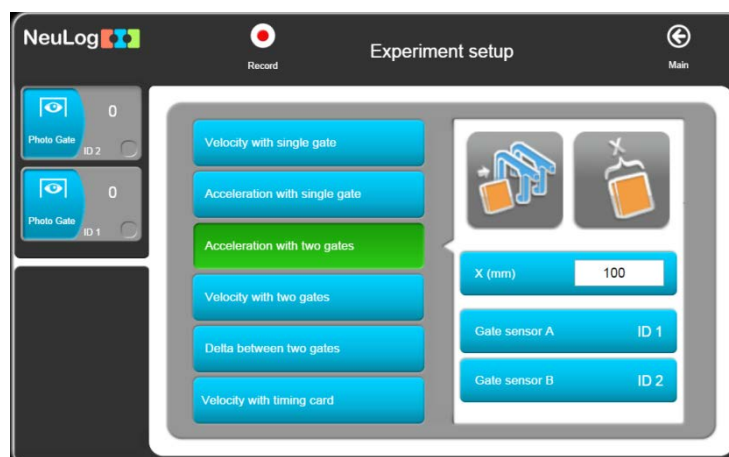 NeuLog
Record
Experiment setup
Main
0
Photo Gate
ID 2
0
Photo Gate
ID 1
Velocity with single gate
Acceleration with single gate
Acceleration with two gates
Velocity with two gates
Delta between two gates
Velocity with timing card
X
X (mm) 100
Gate sensor A ID 1
Gate sensor B ID 2